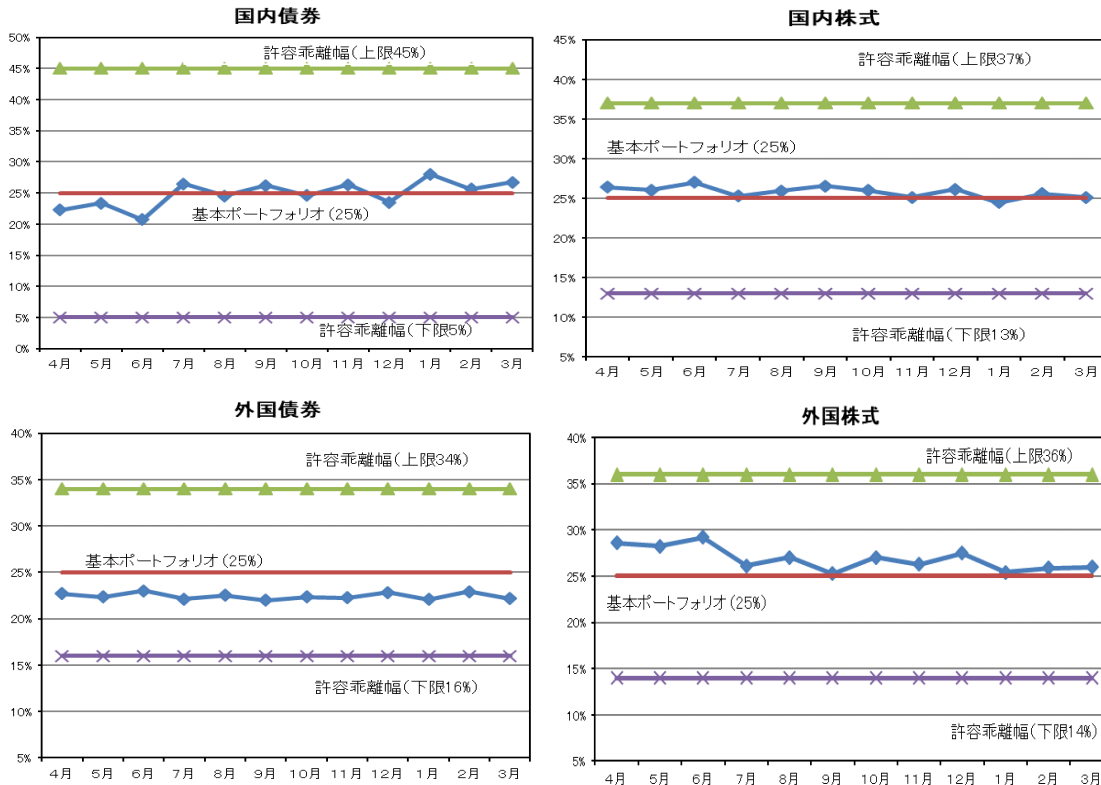 国内債券
50%
45%
40%
35%
30%
25%
20%
15%
10%
5%
0%
許容乖離幅(上限45%)
基本ポートフォリオ(25%)
許容乖離幅(下限5%)
4月 5月 6月 7月 8月 9月 10月 11月 12月 1月 2月 3月
国内株式
45%
40%
35%
30%
25%
20%
15%
10%
5%
許容乖離幅(上限37%)
基本ポートフォリオ(25%)
許容乖離幅(下限13%)
4月 5月 6月 7月 8月 9月 10月 11月 12月 1月 2月 3月
外国債券
40%
35%
30%
25%
20%
15%
10%
5%
許容乖離幅(上限34%)
基本ポートフォリオ(25%)
許容乖離幅(下限16%)
4月 5月 6月 7月 8月 9月 10月 11月 12月 1月 2月 3月
外国株式
40%
35%
30%
25%
20%
15%
10%
5%
許容乖離幅(上限36%)
基本ポートフォリオ(25%)
許容乖離幅(下限14%)
4月 5月 6月 7月 8月 9月 10月 11月 12月 1月 2月 3月